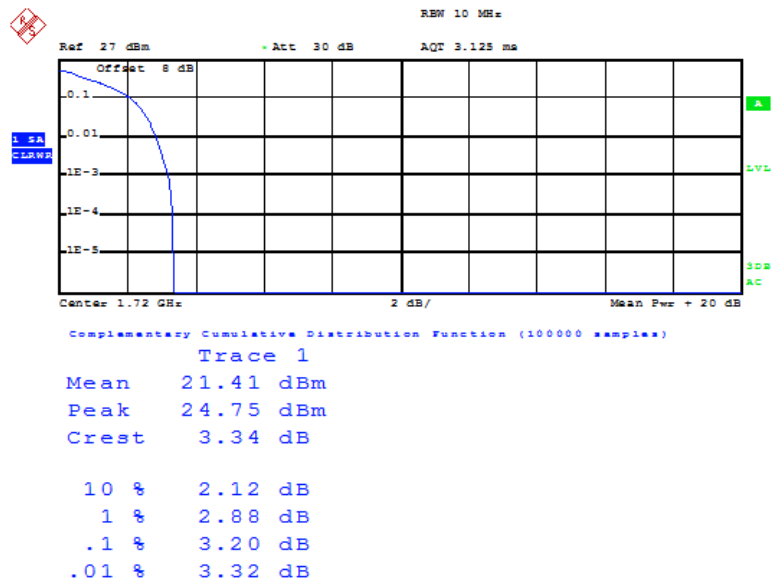 RBW 10 MHz
Ref 27 dBm Att 30 dB AQT 3.125 ms
Offset 8 dB
0.1
A
0.01
1 SA
CLRWR
1E-3
LVL
1E-4
1E-5
3DB
AC
Center 1.72 GHz 2 dB/ Mean Pwr + 20 dB
Complementary Cumulative Distribution Function (100000 samples)
Trace 1
Mean 21.41 dBm
Peak 24.75 dBm
Crest 3.34 dB
10 % 2.12 dB
1 % 2.88 dB
.1 % 3.20 dB
.01 % 3.32 dB